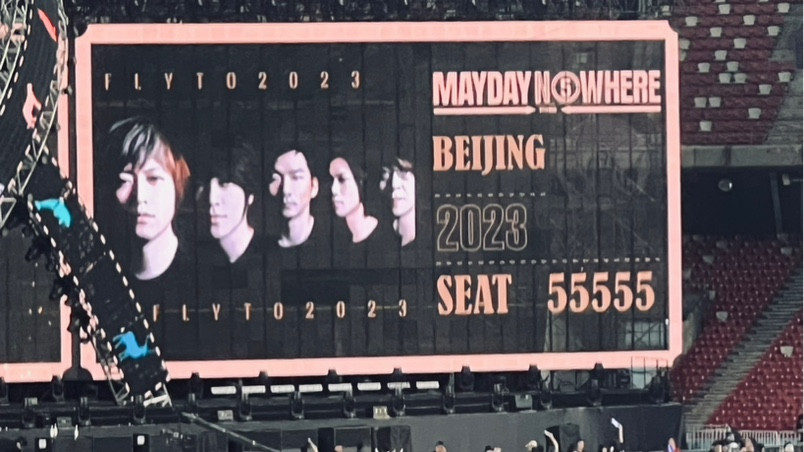 FLYTO2023
MAYDAY NOWHERE
BEIJING
2023
SEAT 55555
FLYTO2023